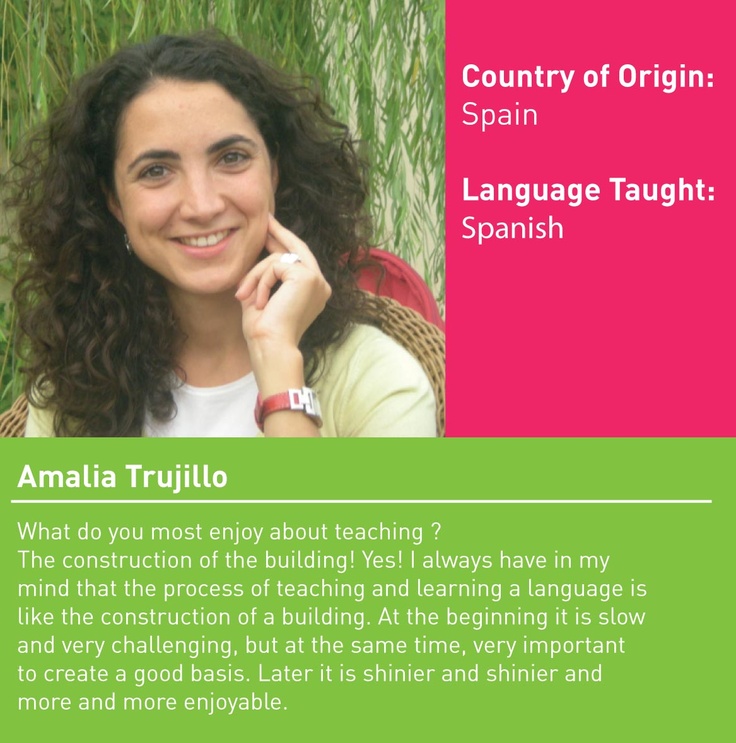 Country of Origin:
Spain
Language Taught:
Spanish
Amalia Trujillo
What do you most enjoy about teaching ?
The construction of the building! Yes! I always have in my
mind that the process of teaching and learning a language is
like the construction of a building. At the beginning it is slow
and very challenging, but at the same time, very important
to create a good basis. Later it is shinier and shinier and
more and more enjoyable.